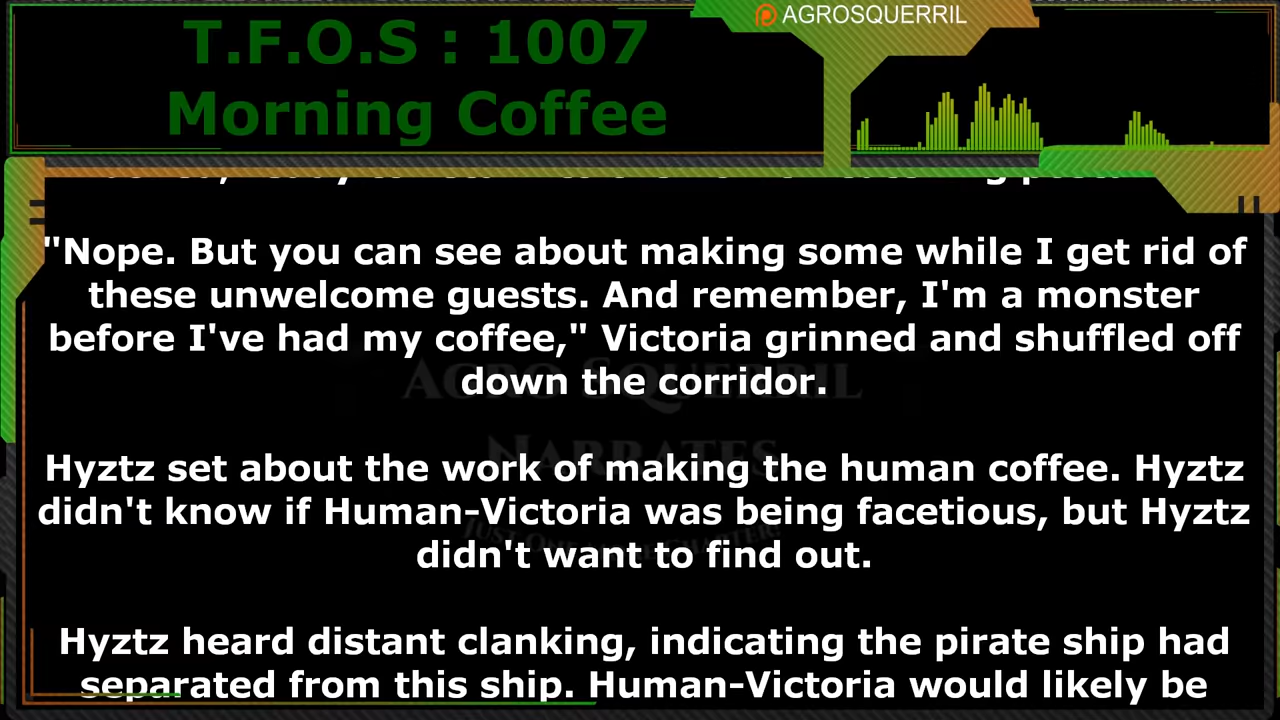 AGROSQUERRIL
T.F.O.S : 1007
Morning Coffee
"Nope. But you can see about making some while I get rid of
these unwelcome guests. And remember, I'm a monster
before I've had my coffee," Victoria grinned and shuffled off
down the corridor.
Agro Squerril
Narrates
Hyztz set about the work of making the human coffee. Hyztz
didn't know if Human-Victoria was being facetious, but Hyztz
didn't want to find out.
Hyztz heard distant clanking, indicating the pirate ship had
separated from this ship. Human-Victoria would likely be